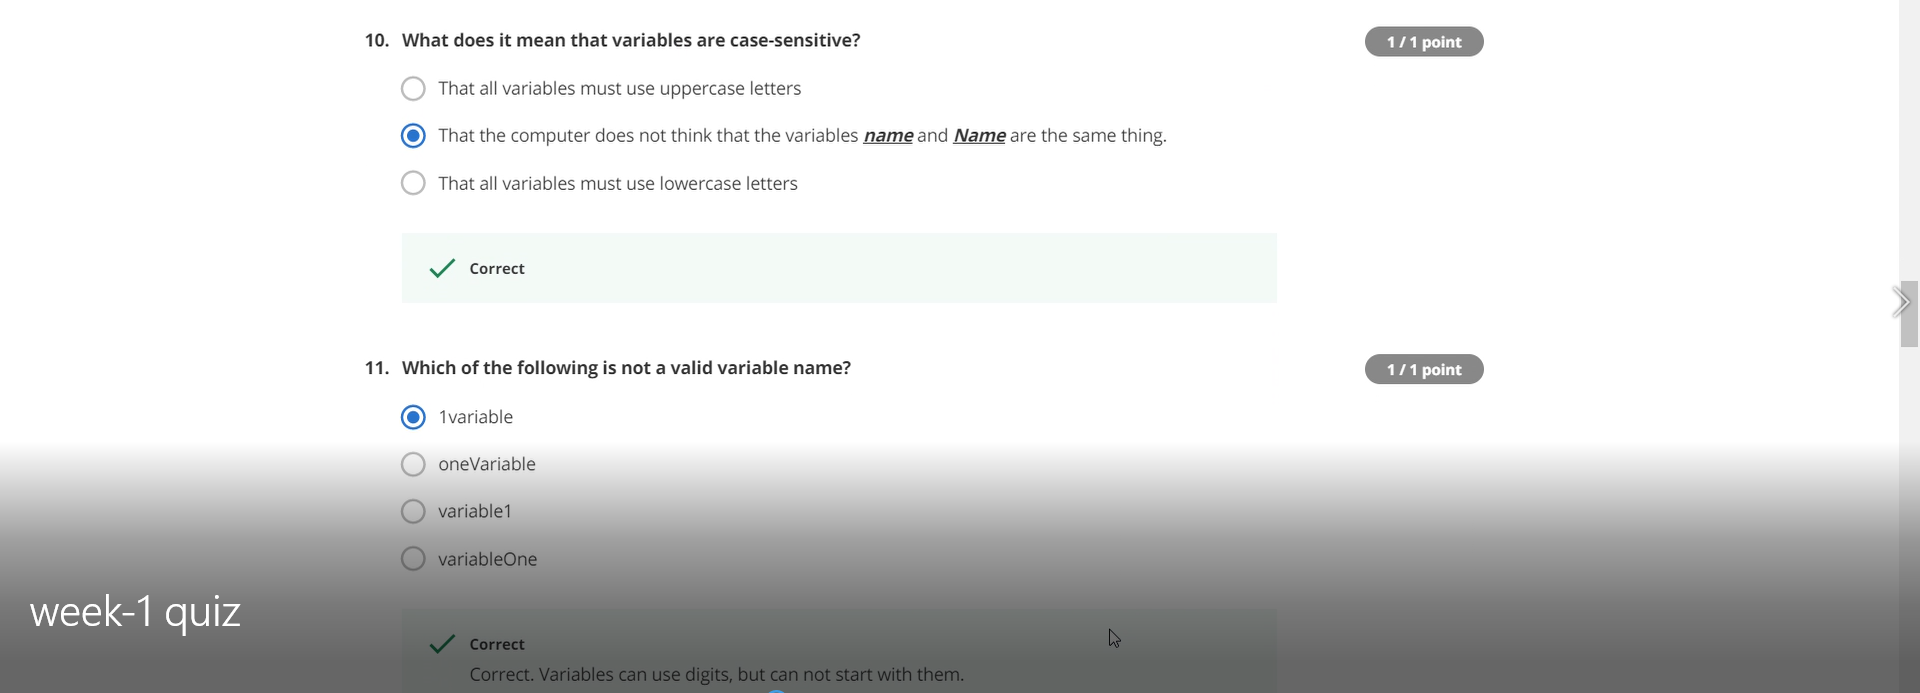 10. What does it mean that variables are case-sensitive?
1 / 1 point
That all variables must use uppercase letters
That the computer does not think that the variables name and Name are the same thing.
That all variables must use lowercase letters
Correct
11. Which of the following is not a valid variable name?
1 / 1 point
1variable
oneVariable
variable1
variableOne
week-1 quiz
Correct
Correct. Variables can use digits, but can not start with them.